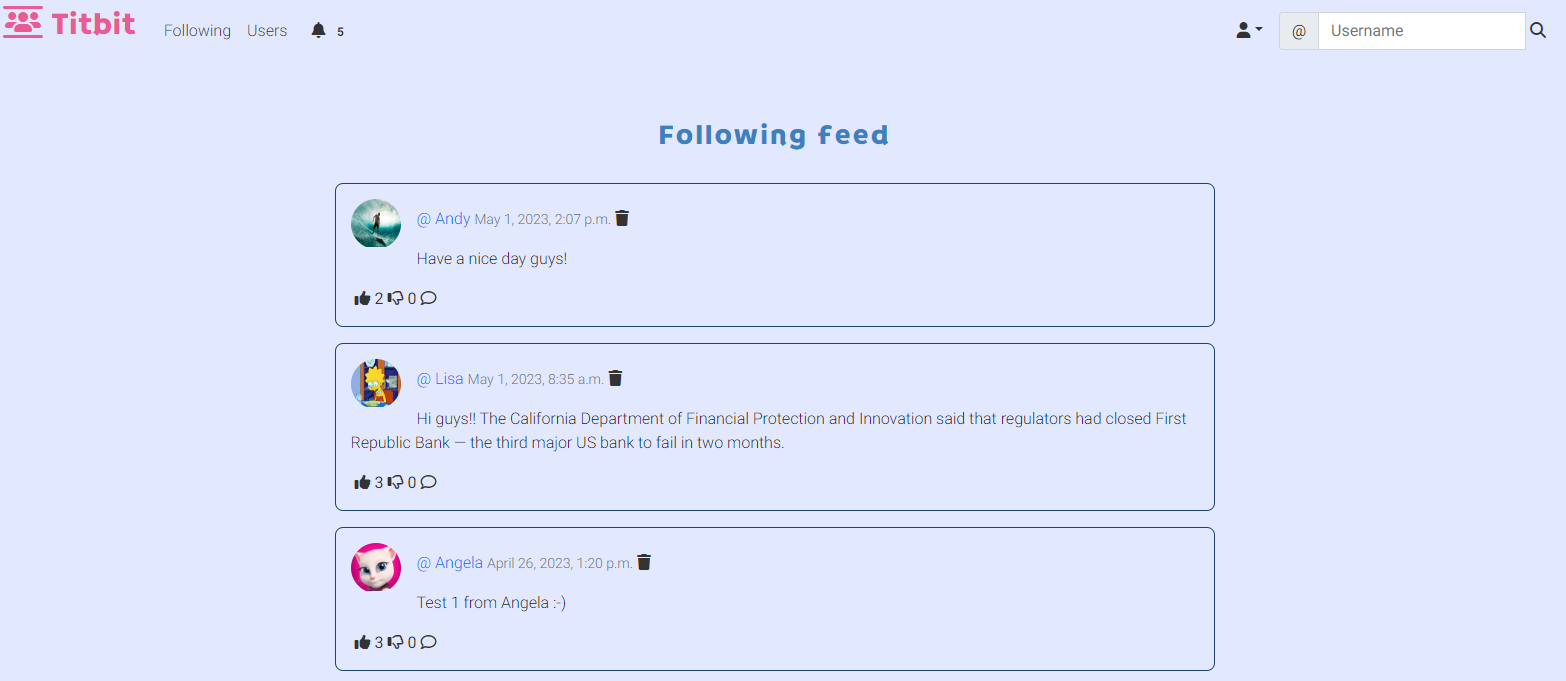 Titbit Following Users 5 @ Username
Following feed
@ Andy May 1, 2023, 2:07 p.m.
Have a nice day guys!
2 0
@ Lisa May 1, 2023, 8:35 a.m.
Hi guys!! The California Department of Financial Protection and Innovation said that regulators had closed First
Republic Bank — the third major US bank to fail in two months.
3 0
@ Angela April 26, 2023, 1:20 p.m.
Test 1 from Angela :-)
3 0